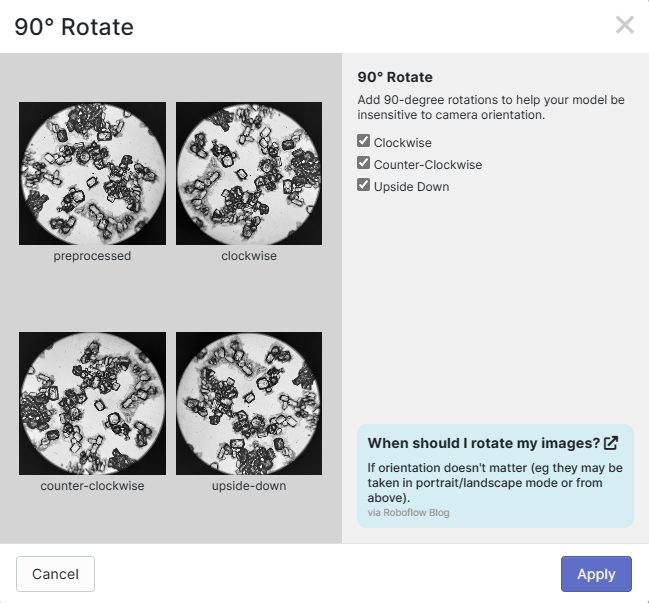 90° Rotate
preprocessed
clockwise
counter-clockwise
upside-down
90° Rotate
Add 90-degree rotations to help your model be
insensitive to camera orientation.
Clockwise
Counter-Clockwise
Upside Down
When should I rotate my images?
If orientation doesn't matter (eg they may be
taken in portrait/landscape mode or from
above).
via Roboflow Blog
Cancel
Apply